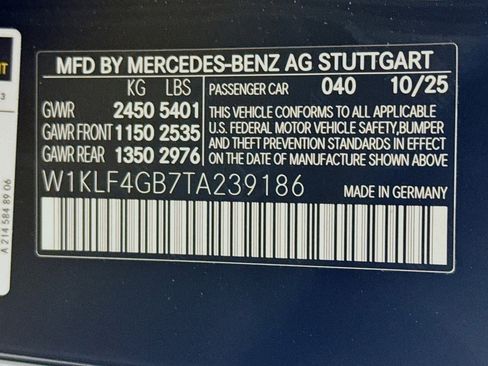 MFD BY MERCEDES-BENZ AG STUTTGART
KG LBS
GVWR 2450 5401
GAWR FRONT 1150 2535
GAWR REAR 1350 2976
PASSENGER CAR 040 10/25
THIS VEHICLE CONFORMS TO ALL APPLICABLE
U.S. FEDERAL MOTOR VEHICLE SAFETY,BUMPER
AND THEFT PREVENTION STANDARDS IN EFFECT
ON THE DATE OF MANUFACTURE SHOWN ABOVE.
W1KLF4GB7TA239186
MADE IN GERMANY
A 214 584 89 06